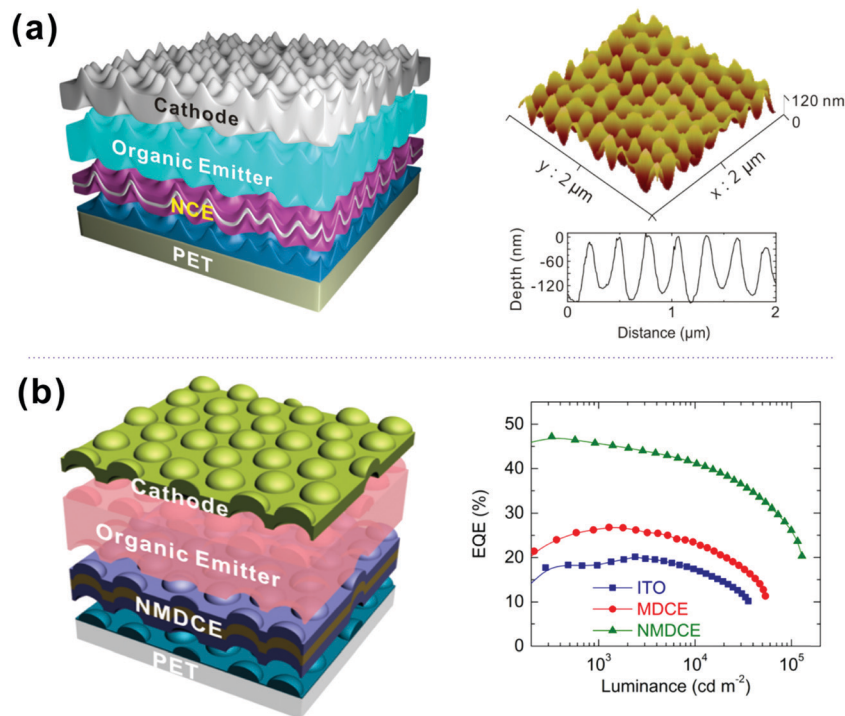 (a)
Cathode
Organic Emitter
NCE
PET
120 nm
0
y : 2 μm
x : 2 μm
Depth (nm)
0
-60
-120
0
1
2
Distance (μm)
(b)
Cathode
Organic Emitter
NMDCE
PET
EQE (%)
50
40
30
20
10
0
ITO
MDCE
NMDCE
10³
10⁴
10⁵
Luminance (cd m⁻²)